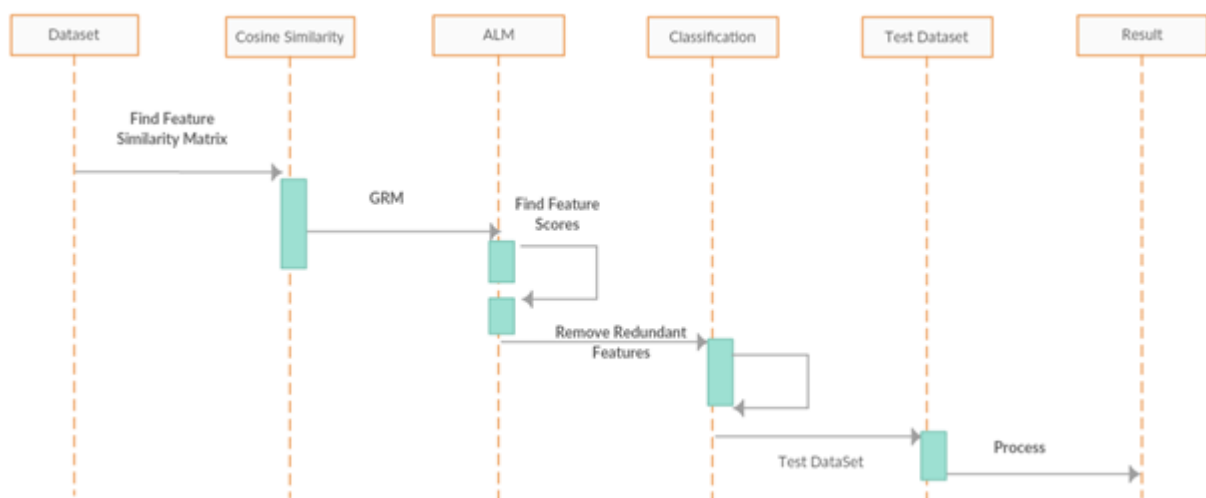 Dataset
Cosine Similarity
ALM
Classification
Test Dataset
Result
Find Feature
Similarity Matrix
GRM
Find Feature
Scores
Remove Redundant
Features
Test DataSet
Process